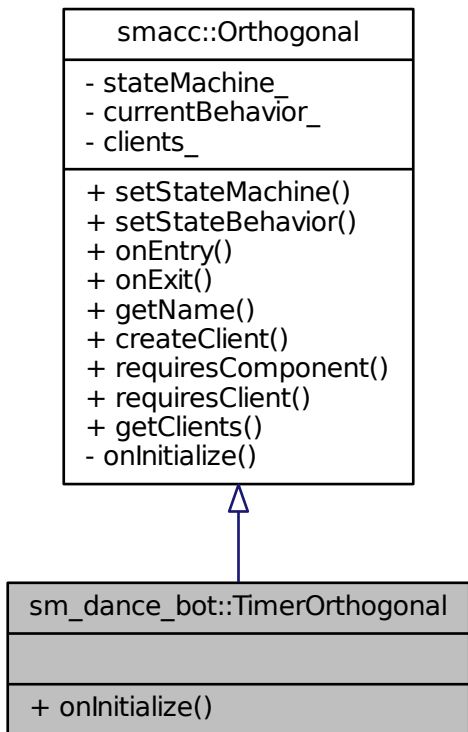 smacc::Orthogonal
- stateMachine_
- currentBehavior_
- clients_
+ setStateMachine()
+ setStateBehavior()
+ onEntry()
+ onExit()
+ getName()
+ createClient()
+ requiresComponent()
+ requiresClient()
+ getClients()
- onInitialize()
sm_dance_bot::TimerOrthogonal
+ onInitialize()